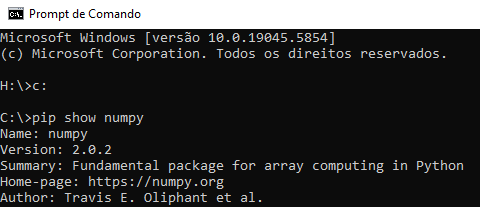 Prompt de Comando
Microsoft Windows [versão 10.0.19045.5854]
(c) Microsoft Corporation. Todos os direitos reservados.
H:\>c:
C:\>pip show numpy
Name: numpy
Version: 2.0.2
Summary: Fundamental package for array computing in Python
Home-page: https://numpy.org
Author: Travis E. Oliphant et al.